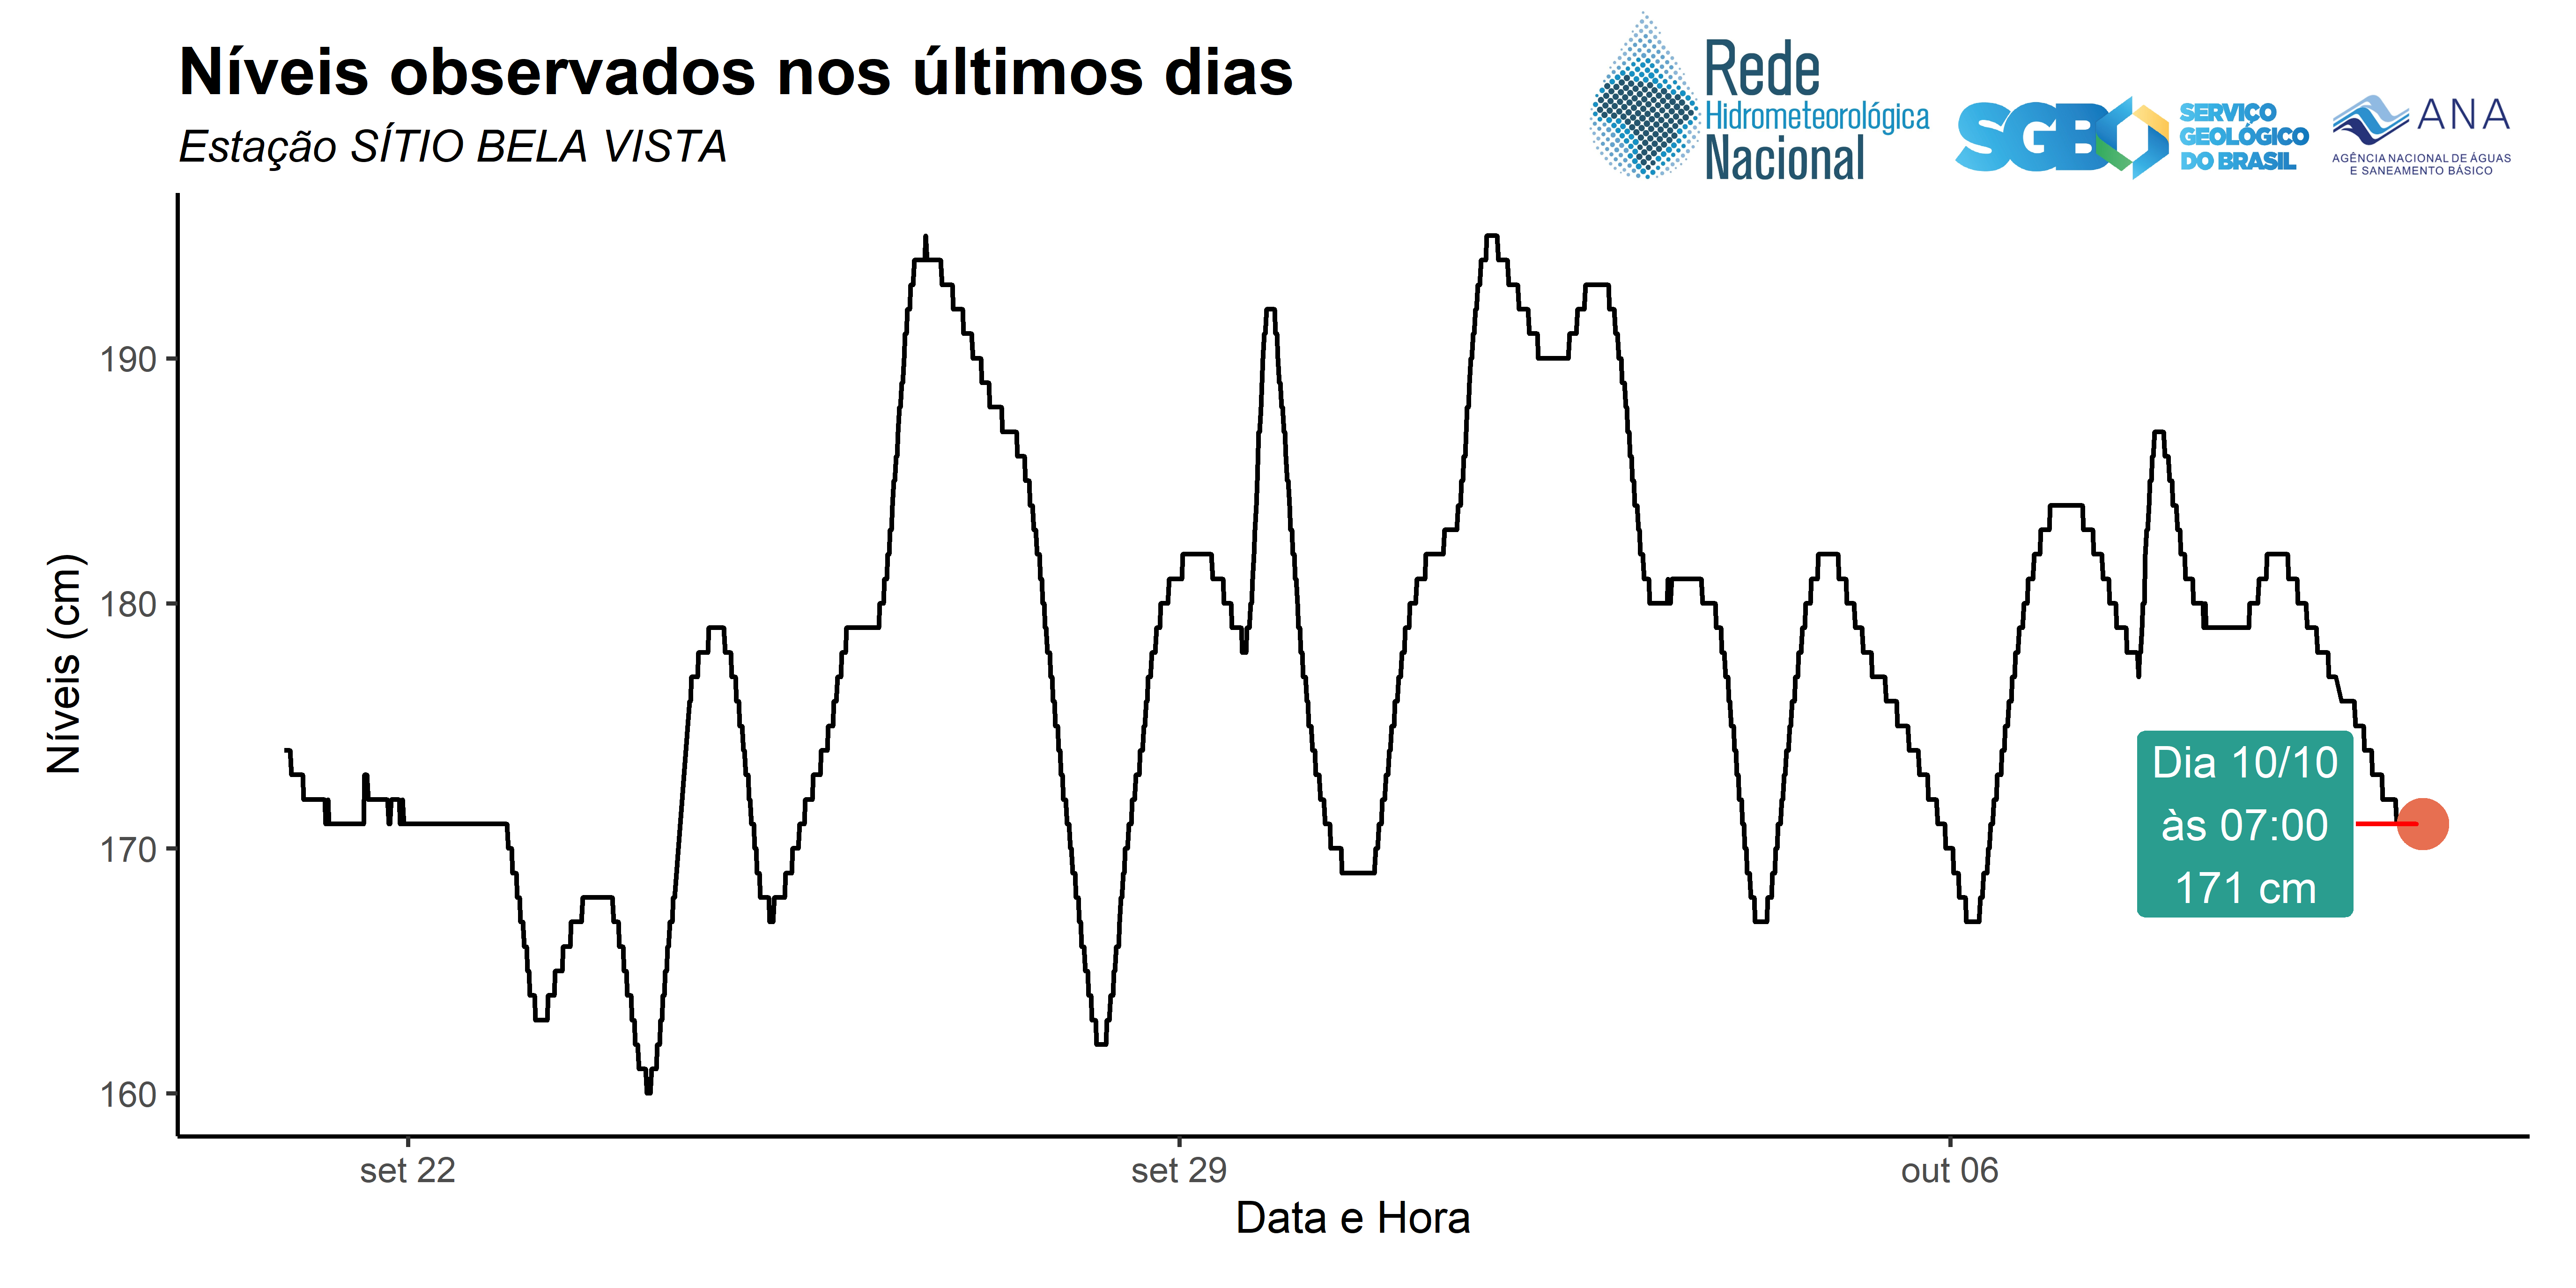 Níveis observados nos últimos dias
Estação SÍTIO BELA VISTA
Rede
Hidrometeorológica
Nacional
SGB
SERVIÇO
GEOLÓGICO
DO BRASIL
ANA
AGÊNCIA NACIONAL DE ÁGUAS
E SANEAMENTO BÁSICO
Níveis (cm)
190
180
170
160
Dia 10/10
às 07:00
171 cm
set 22
set 29
out 06
Data e Hora